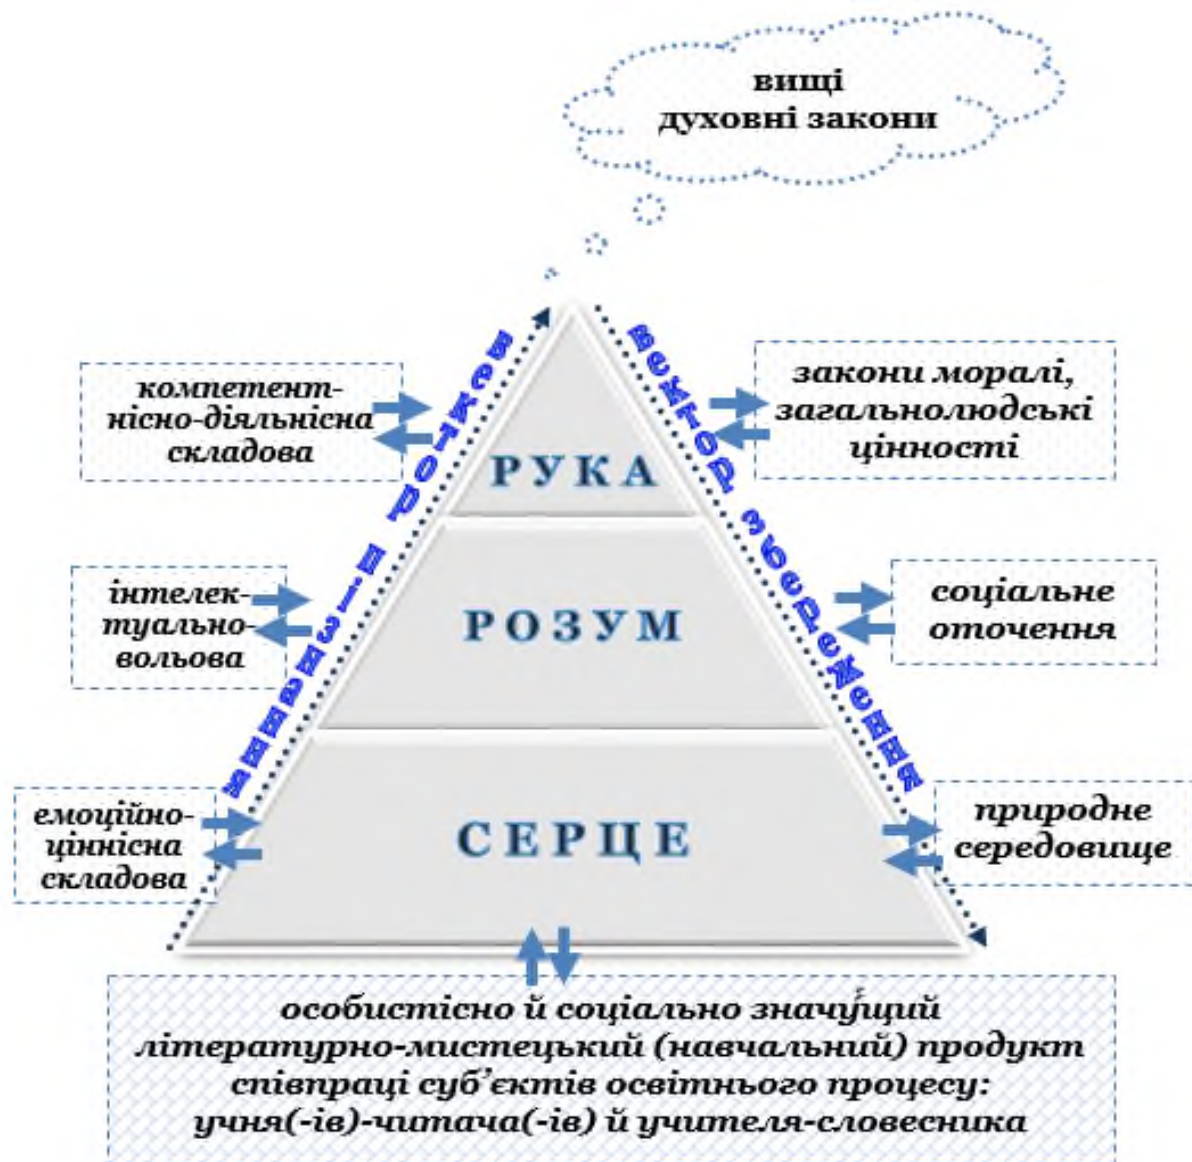 вищі
духовні закони
вектор пізнання
вектор збереження
компетент-
нісно-діяльнісна
складова
закони моралі,
загальнолюдські
цінності
РУКА
інтелек-
туально-
вольова
РОЗУМ
соціальне
оточення
емоційно-
ціннісна
складова
СЕРЦЕ
природне
середовище
особистісно й соціально значущий
літературно-мистецький (навчальний) продукт
співпраці суб’єктів освітнього процесу:
учня(-ів)-читача(-ів) й учителя-словесника